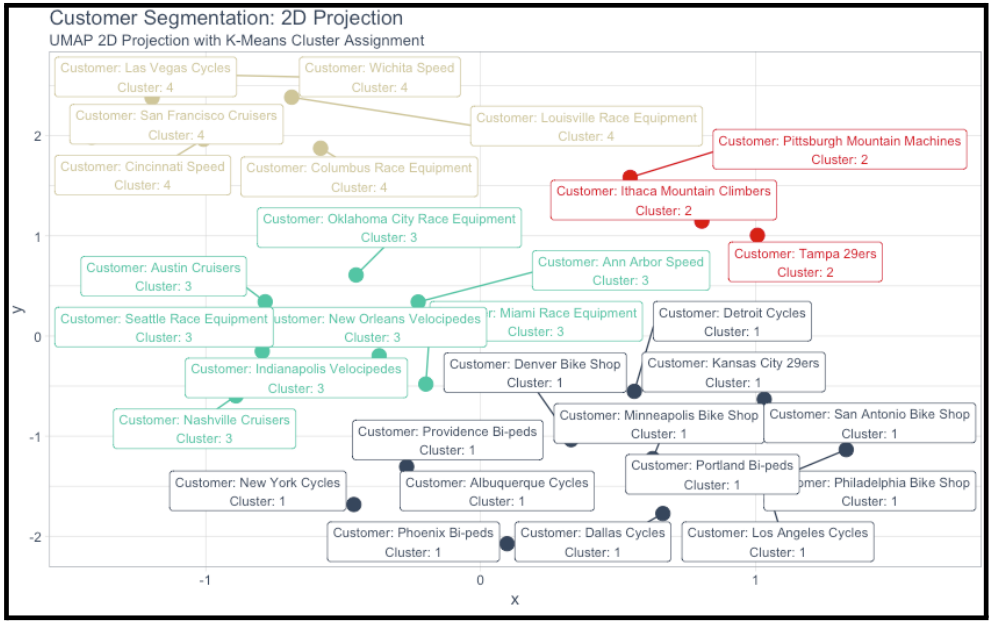 Customer Segmentation: 2D Projection
UMAP 2D Projection with K-Means Cluster Assignment
Customer: Las Vegas Cycles
Cluster: 4
Customer: Wichita Speed
Cluster: 4
Customer: San Francisco Cruisers
Cluster: 4
Customer: Louisville Race Equipment
Cluster: 4
Customer: Cincinnati Speed
Cluster: 4
Customer: Columbus Race Equipment
Cluster: 4
Customer: Pittsburgh Mountain Machines
Cluster: 2
Customer: Ithaca Mountain Climbers
Cluster: 2
Customer: Tampa 29ers
Cluster: 2
Customer: Oklahoma City Race Equipment
Cluster: 3
Customer: Austin Cruisers
Cluster: 3
Customer: Ann Arbor Speed
Cluster: 3
Customer: Seattle Race Equipment
Cluster: 3
ustomer: New Orleans Velocipedes
Cluster: 3
r: Miami Race Equipment
Cluster: 3
Customer: Indianapolis Velocipedes
Cluster: 3
Customer: Nashville Cruisers
Cluster: 3
Customer: Detroit Cycles
Cluster: 1
Customer: Denver Bike Shop
Cluster: 1
Customer: Kansas City 29ers
Cluster: 1
Customer: Minneapolis Bike Shop
Cluster: 1
Customer: San Antonio Bike Shop
Cluster: 1
Customer: Providence Bi-peds
Cluster: 1
Customer: Portland Bi-peds
Cluster: 1
Customer: New York Cycles
Cluster: 1
Customer: Albuquerque Cycles
Cluster: 1
omer: Philadelphia Bike Shop
Cluster: 1
Customer: Phoenix Bi-peds
Cluster: 1
Customer: Dallas Cycles
Cluster: 1
Customer: Los Angeles Cycles
Cluster: 1
2
1
0
-1
-2
y
-1
0
1
x